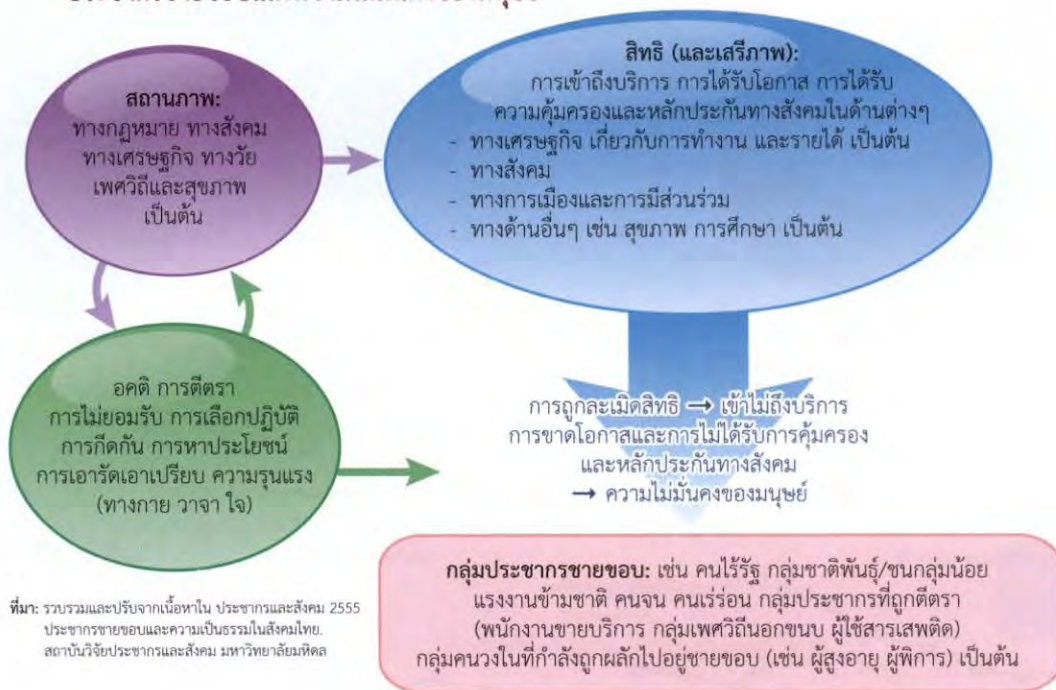 สถานภาพ:
ทางกฎหมาย ทางสังคม
ทางเศรษฐกิจ ทางวัย
เพศวิถีและสุขภาพ
เป็นต้น
สิทธิ (และเสรีภาพ):
การเข้าถึงบริการ การได้รับโอกาส การได้รับ
ความคุ้มครองและหลักประกันทางสังคมในด้านต่างๆ
- ทางเศรษฐกิจ เกี่ยวกับการทำงาน และรายได้ เป็นต้น
- ทางสังคม
- ทางการเมืองและการมีส่วนร่วม
- ทางด้านอื่นๆ เช่น สุขภาพ การศึกษา เป็นต้น
อคติ การตีตรา
การไม่ยอมรับ การเลือกปฏิบัติ
การกีดกัน การหาประโยชน์
การเอารัดเอาเปรียบ ความรุนแรง
(ทางกาย วาจา ใจ)
การถูกละเมิดสิทธิ → เข้าไม่ถึงบริการ
การขาดโอกาสและการไม่ได้รับการคุ้มครอง
และหลักประกันทางสังคม
→ ความไม่มั่นคงของมนุษย์
กลุ่มประชากรชายขอบ: เช่น คนไร้รัฐ กลุ่มชาติพันธุ์/ชนกลุ่มน้อย
แรงงานข้ามชาติ คนจน คนเร่ร่อน กลุ่มประชากรที่ถูกตีตรา
(พนักงานขายบริการ กลุ่มเพศวิถีนอกขนบ ผู้ใช้สารเสพติด)
กลุ่มคนวงในที่กำลังถูกผลักไปอยู่ชายขอบ (เช่น ผู้สูงอายุ ผู้พิการ) เป็นต้น
ที่มา: รวบรวมและปรับจากเนื้อหาใน ประชากรและสังคม 2555
ประชากรชายขอบและความเป็นธรรมในสังคมไทย.
สถาบันวิจัยประชากรและสังคม มหาวิทยาลัยมหิดล